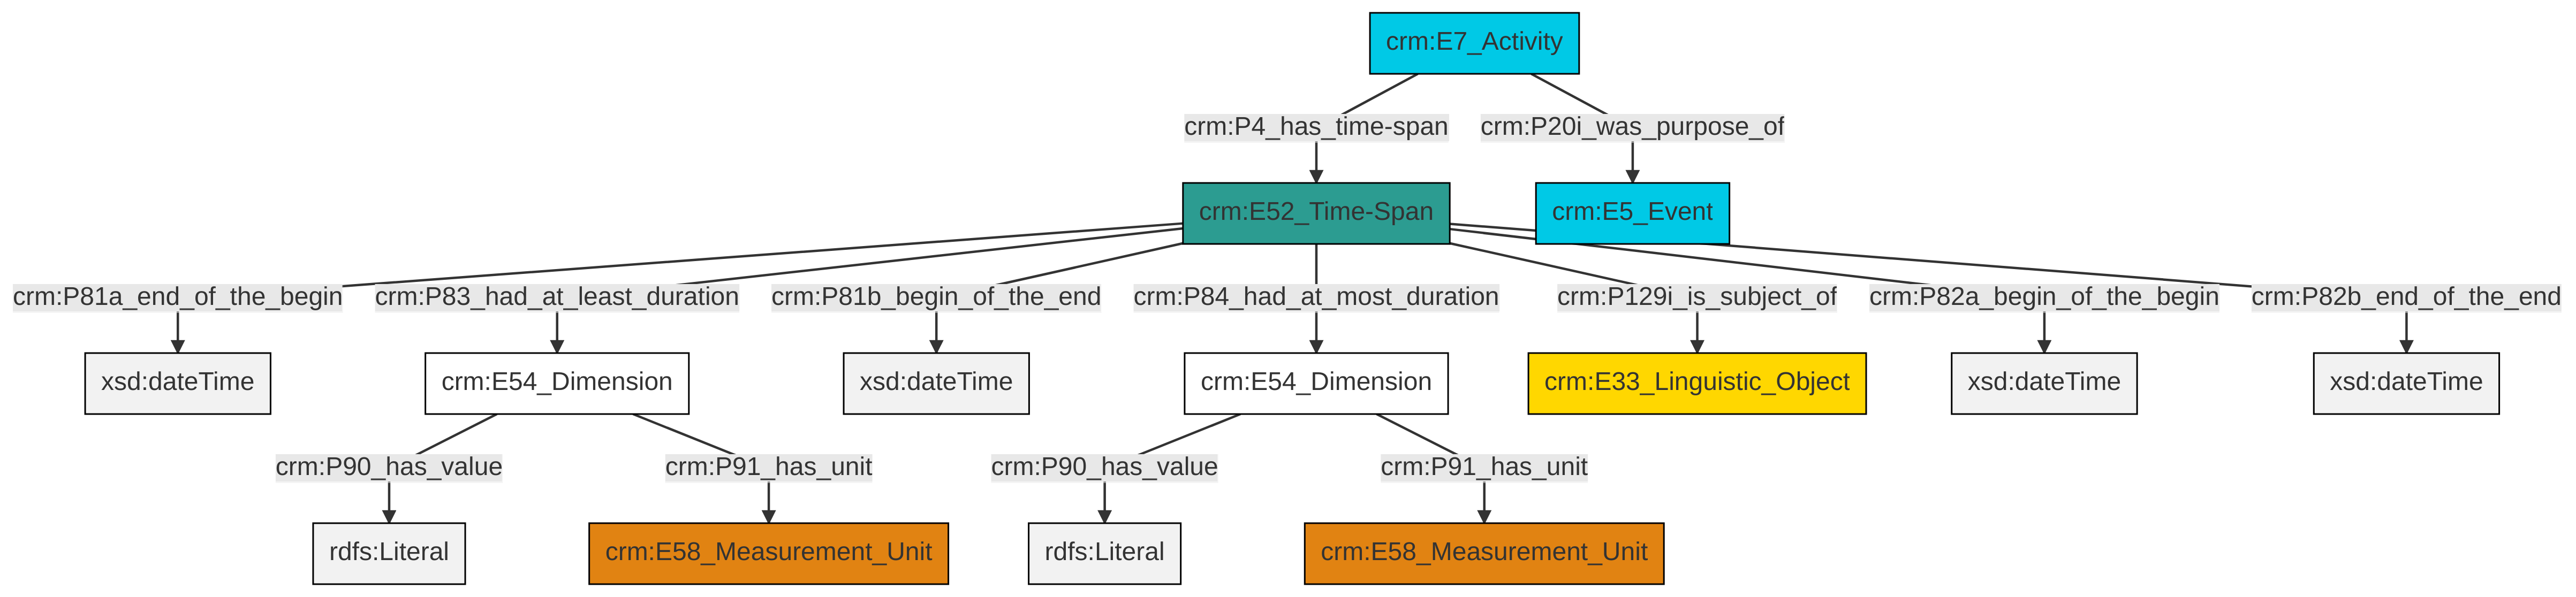 crm:E7_Activity
crm:P4_has_time-span
crm:P20i_was_purpose_of
crm:E52_Time-Span
crm:E5_Event
crm:P81a_end_of_the_begin
crm:P83_had_at_least_duration
crm:P81b_begin_of_the_end
crm:P84_had_at_most_duration
crm:P129i_is_subject_of
crm:P82a_begin_of_the_begin
crm:P82b_end_of_the_end
xsd:dateTime
crm:E54_Dimension
xsd:dateTime
crm:E54_Dimension
crm:E33_Linguistic_Object
xsd:dateTime
xsd:dateTime
crm:P90_has_value
crm:P91_has_unit
crm:P90_has_value
crm:P91_has_unit
rdfs:Literal
crm:E58_Measurement_Unit
rdfs:Literal
crm:E58_Measurement_Unit